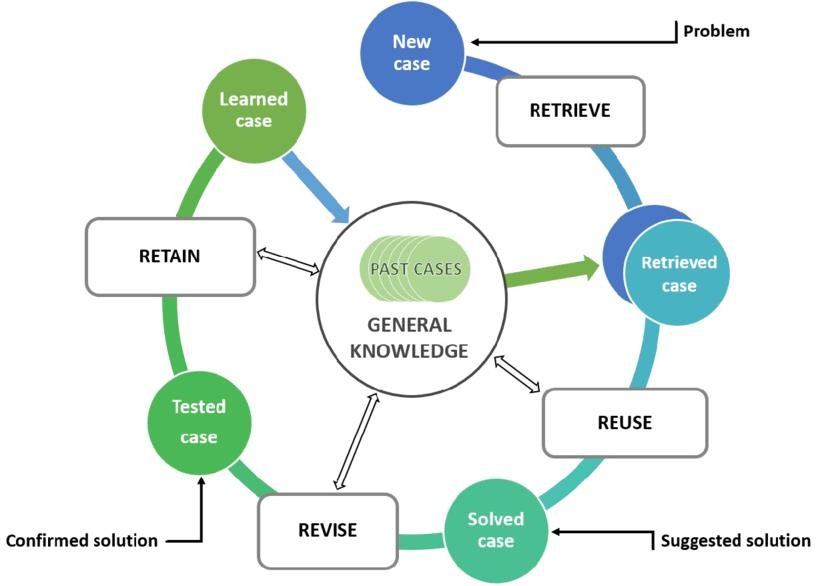 New
case
Problem
RETRIEVE
Learned
case
RETAIN
PAST CASES
GENERAL
KNOWLEDGE
Retrieved
case
REUSE
Tested
case
REVISE
Solved
case
Confirmed solution
Suggested solution